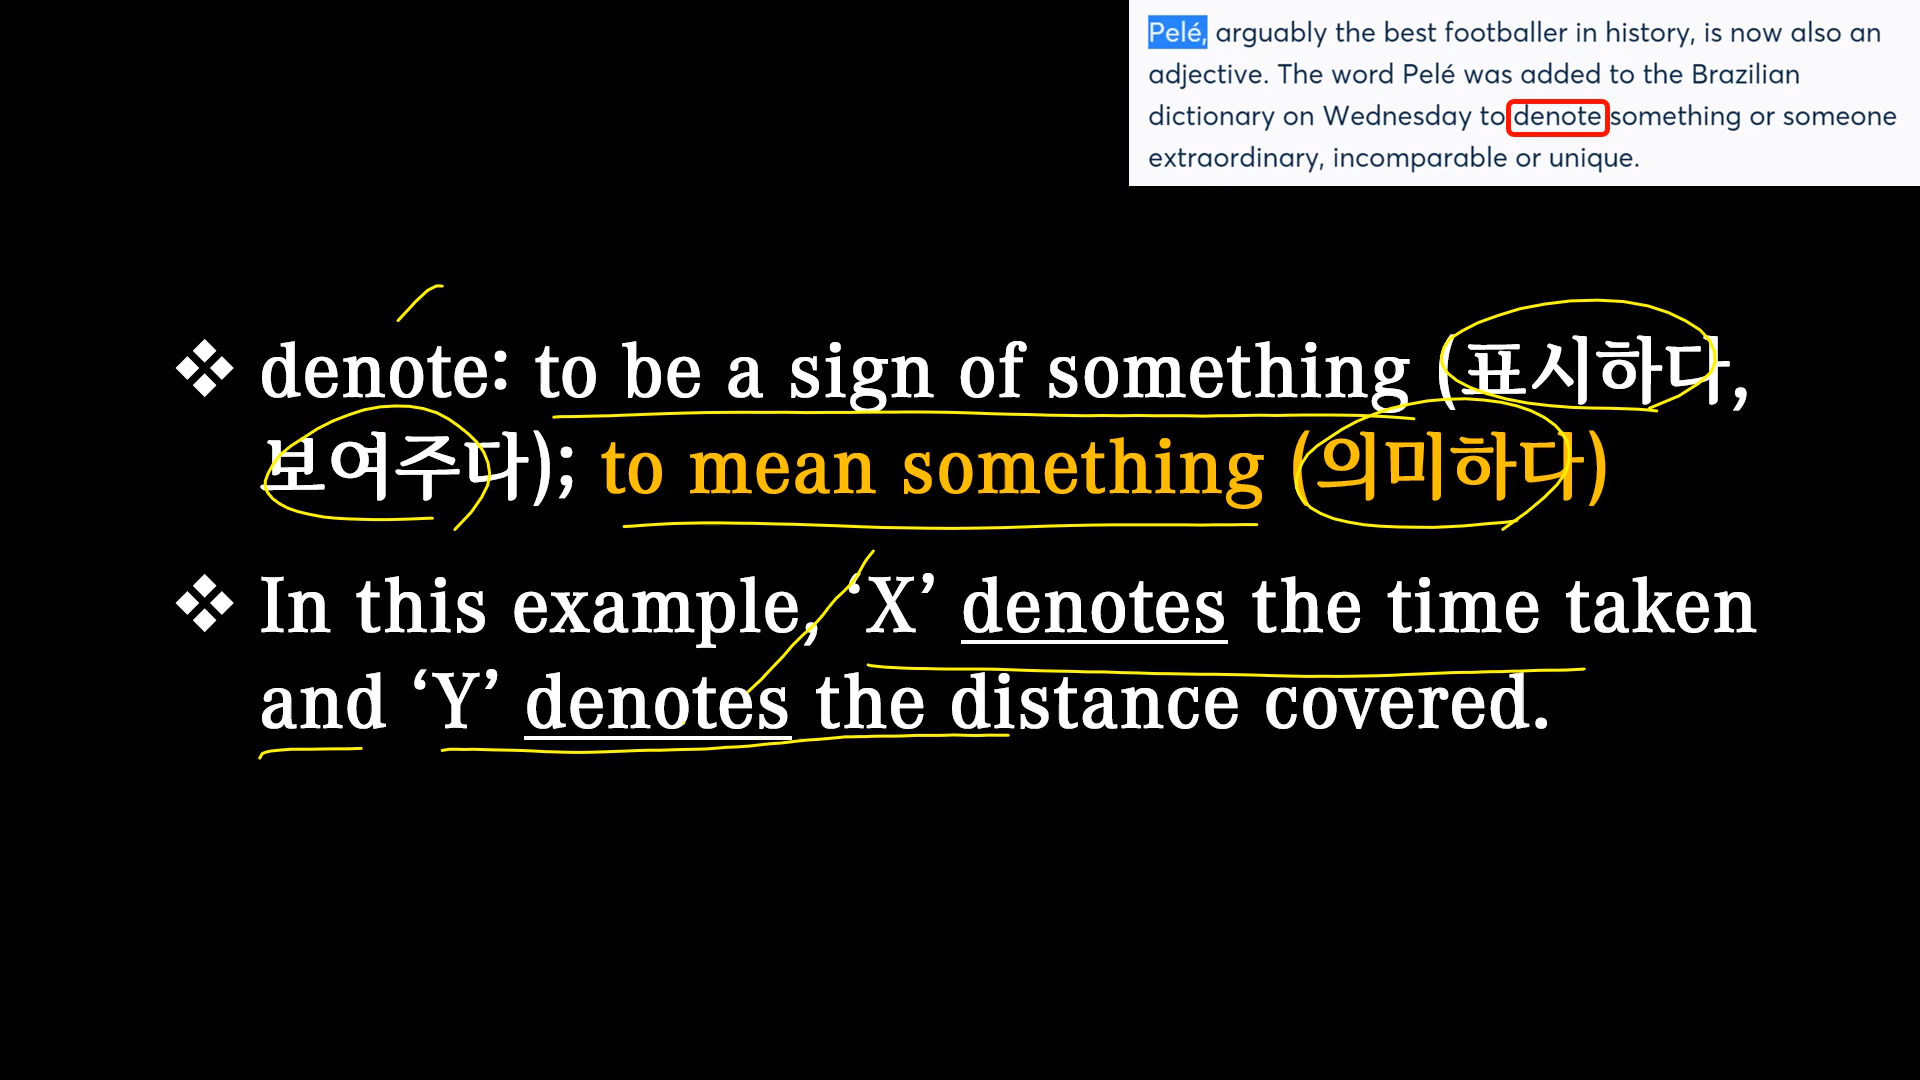 Pelé, arguably the best footballer in history, is now also an
adjective. The word Pelé was added to the Brazilian
dictionary on Wednesday to denote something or someone
extraordinary, incomparable or unique.
❖ denote: to be a sign of something (표시하다,
보여주다); to mean something (의미하다)
❖ In this example, ‘X’ denotes the time taken
and ‘Y’ denotes the distance covered.